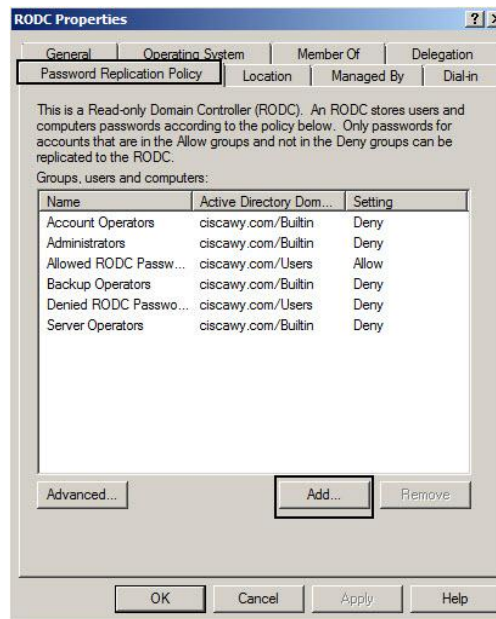 RODC Properties
General Operating System Member Of Delegation
Password Replication Policy Location Managed By Dial-in
This is a Read-only Domain Controller (RODC). An RODC stores users and
computers passwords according to the policy below. Only passwords for
accounts that are in the Allow groups and not in the Deny groups can be
replicated to the RODC.
Groups, users and computers:
Name Active Directory Dom... Setting
Account Operators ciscawy.com/Builtin Deny
Administrators ciscawy.com/Builtin Deny
Allowed RODC Passw... ciscawy.com/Users Allow
Backup Operators ciscawy.com/Builtin Deny
Denied RODC Passwo... ciscawy.com/Users Deny
Server Operators ciscawy.com/Builtin Deny
Advanced... Add... Remove
OK Cancel Apply Help